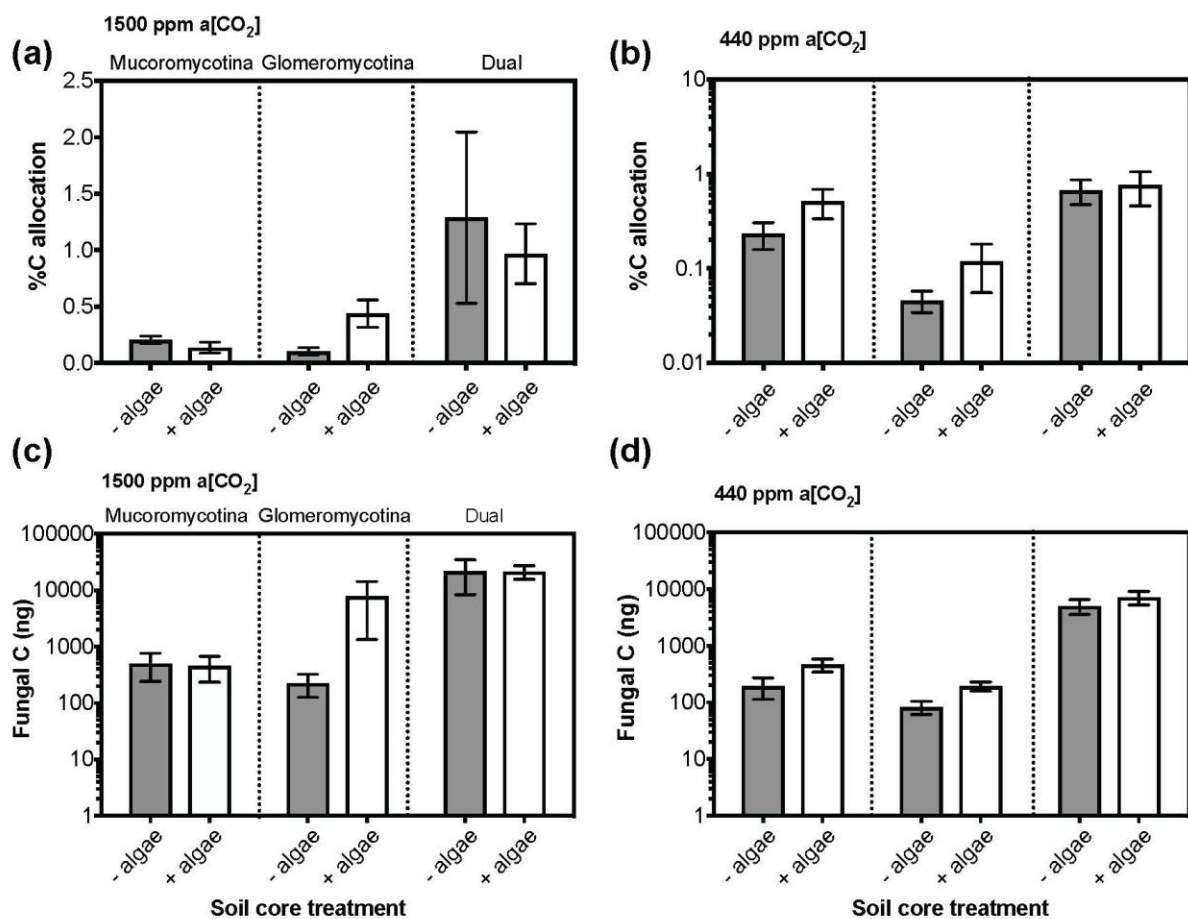 (a)
1500 ppm a[CO₂]
Mucoromycotina Glomeromycotina Dual
%C allocation
2.5
2.0
1.5
1.0
0.5
0.0
- algae + algae - algae + algae - algae + algae
(b)
440 ppm a[CO₂]
%C allocation
10
1
0.1
0.01
- algae + algae - algae + algae - algae + algae
(c)
1500 ppm a[CO₂]
Mucoromycotina Glomeromycotina Dual
Fungal C (ng)
100000
10000
1000
100
10
1
- algae + algae - algae + algae - algae + algae
Soil core treatment
(d)
440 ppm a[CO₂]
Fungal C (ng)
100000
10000
1000
100
10
1
- algae + algae - algae + algae - algae + algae
Soil core treatment